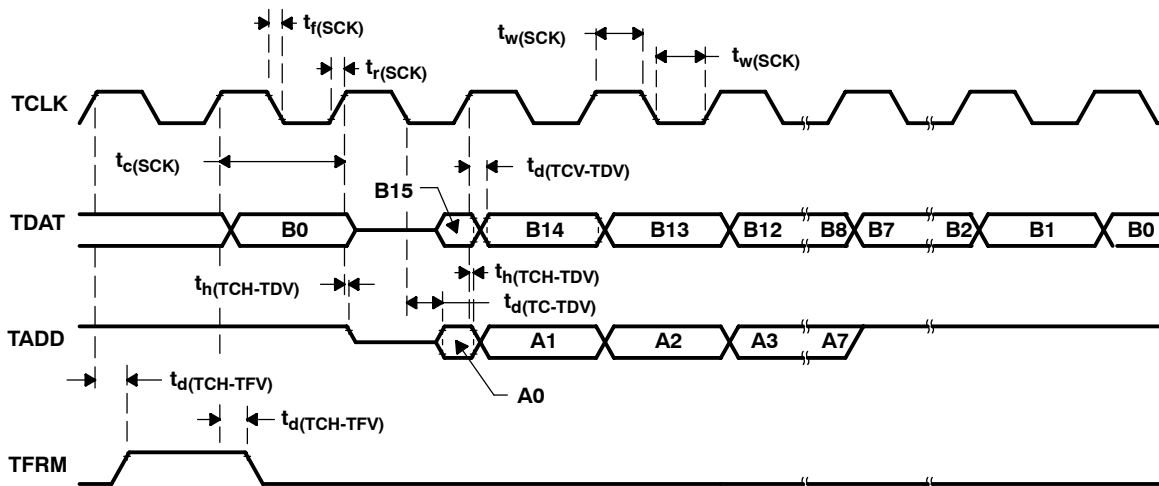 tf(SCK)
tw(SCK)
tw(SCK)
tr(SCK)
TCLK
tc(SCK)
td(TCV-TDV)
B15
TDAT
B0
B14
B13
B12
B8
B7
B2
B1
B0
th(TCH-TDV)
th(TCH-TDV)
td(TC-TDV)
TADD
A1
A2
A3
A7
td(TCH-TFV)
A0
td(TCH-TFV)
TFRM